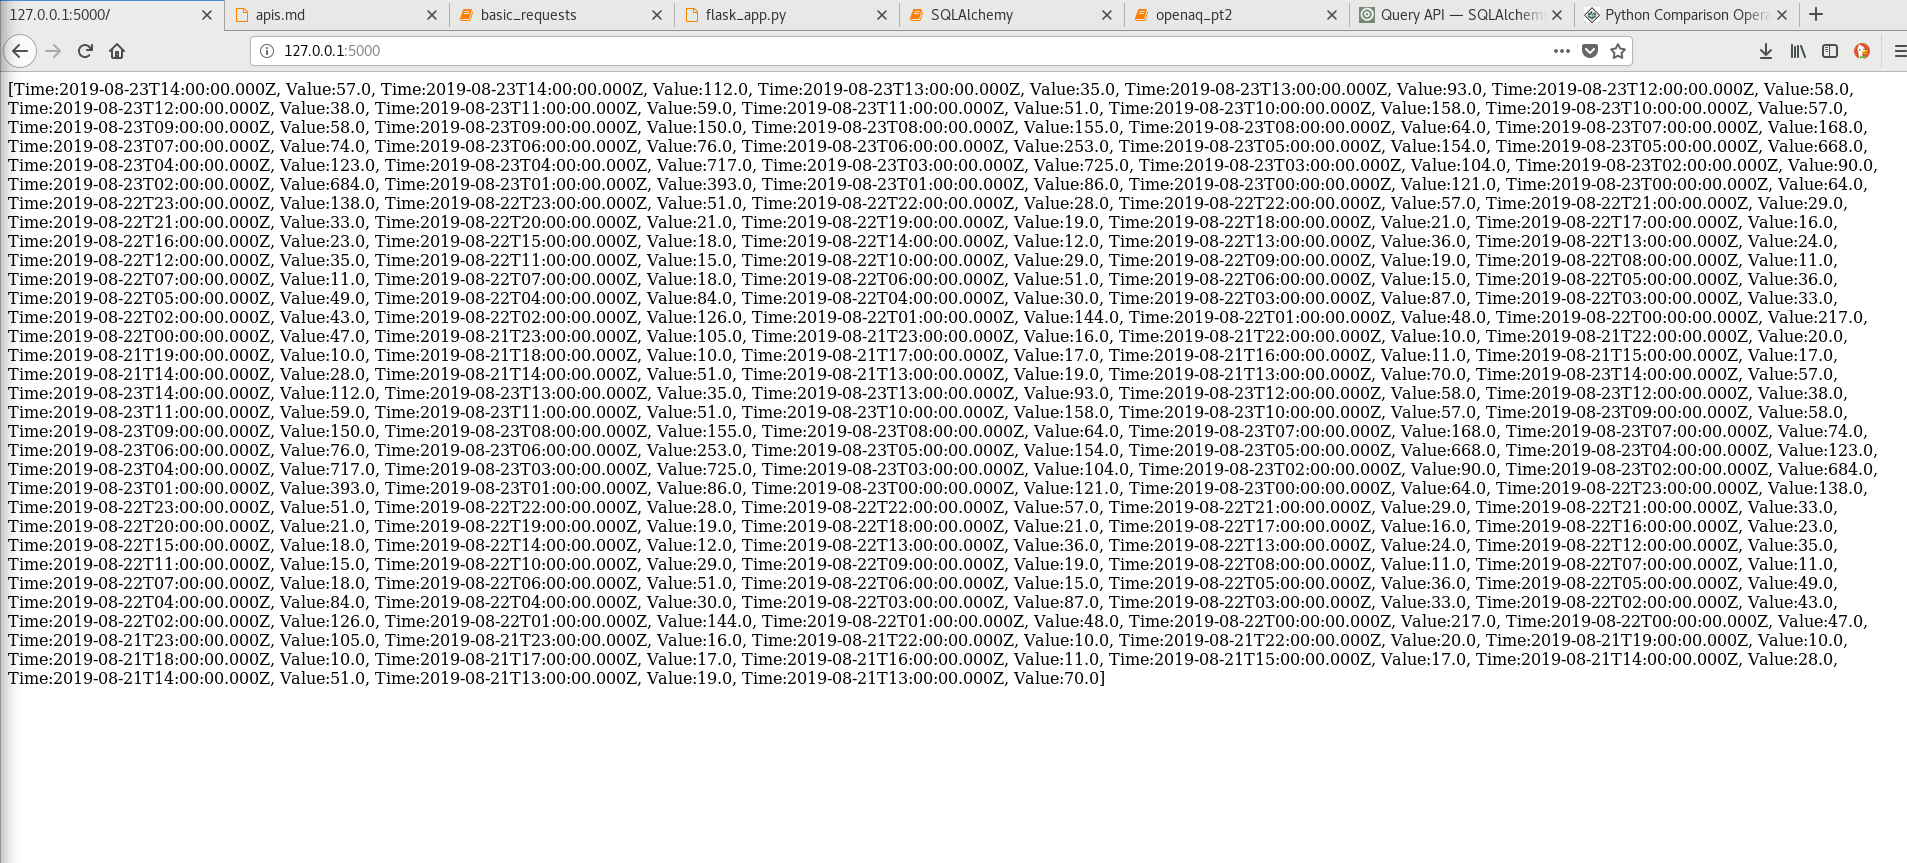 127.0.0.1:5000/
apis.md
basic_requests
flask_app.py
SQLAlchemy
openaq_pt2
Query API — SQLAlchem
Python Comparison Opera
127.0.0.1:5000
[Time:2019-08-23T14:00:00.000Z, Value:57.0, Time:2019-08-23T14:00:00.000Z, Value:112.0, Time:2019-08-23T13:00:00.000Z, Value:35.0, Time:2019-08-23T13:00:00.000Z, Value:93.0, Time:2019-08-23T12:00:00.000Z, Value:58.0,
Time:2019-08-23T12:00:00.000Z, Value:38.0, Time:2019-08-23T11:00:00.000Z, Value:59.0, Time:2019-08-23T11:00:00.000Z, Value:51.0, Time:2019-08-23T10:00:00.000Z, Value:158.0, Time:2019-08-23T10:00:00.000Z, Value:57.0,
Time:2019-08-23T09:00:00.000Z, Value:58.0, Time:2019-08-23T09:00:00.000Z, Value:150.0, Time:2019-08-23T08:00:00.000Z, Value:155.0, Time:2019-08-23T08:00:00.000Z, Value:64.0, Time:2019-08-23T07:00:00.000Z, Value:168.0,
Time:2019-08-23T07:00:00.000Z, Value:74.0, Time:2019-08-23T06:00:00.000Z, Value:76.0, Time:2019-08-23T06:00:00.000Z, Value:253.0, Time:2019-08-23T05:00:00.000Z, Value:154.0, Time:2019-08-23T05:00:00.000Z, Value:668.0,
Time:2019-08-23T04:00:00.000Z, Value:123.0, Time:2019-08-23T04:00:00.000Z, Value:717.0, Time:2019-08-23T03:00:00.000Z, Value:725.0, Time:2019-08-23T03:00:00.000Z, Value:104.0, Time:2019-08-23T02:00:00.000Z, Value:90.0,
Time:2019-08-23T02:00:00.000Z, Value:684.0, Time:2019-08-23T01:00:00.000Z, Value:393.0, Time:2019-08-23T01:00:00.000Z, Value:86.0, Time:2019-08-23T00:00:00.000Z, Value:121.0, Time:2019-08-23T00:00:00.000Z, Value:64.0,
Time:2019-08-22T23:00:00.000Z, Value:138.0, Time:2019-08-22T23:00:00.000Z, Value:51.0, Time:2019-08-22T22:00:00.000Z, Value:28.0, Time:2019-08-22T22:00:00.000Z, Value:57.0, Time:2019-08-22T21:00:00.000Z, Value:29.0,
Time:2019-08-22T21:00:00.000Z, Value:33.0, Time:2019-08-22T20:00:00.000Z, Value:21.0, Time:2019-08-22T19:00:00.000Z, Value:19.0, Time:2019-08-22T18:00:00.000Z, Value:21.0, Time:2019-08-22T17:00:00.000Z, Value:16.0,
Time:2019-08-22T16:00:00.000Z, Value:23.0, Time:2019-08-22T15:00:00.000Z, Value:18.0, Time:2019-08-22T14:00:00.000Z, Value:12.0, Time:2019-08-22T13:00:00.000Z, Value:36.0, Time:2019-08-22T13:00:00.000Z, Value:24.0,
Time:2019-08-22T12:00:00.000Z, Value:35.0, Time:2019-08-22T11:00:00.000Z, Value:15.0, Time:2019-08-22T10:00:00.000Z, Value:29.0, Time:2019-08-22T09:00:00.000Z, Value:19.0, Time:2019-08-22T08:00:00.000Z, Value:11.0,
Time:2019-08-22T07:00:00.000Z, Value:11.0, Time:2019-08-22T07:00:00.000Z, Value:18.0, Time:2019-08-22T06:00:00.000Z, Value:51.0, Time:2019-08-22T06:00:00.000Z, Value:15.0, Time:2019-08-22T05:00:00.000Z, Value:36.0,
Time:2019-08-22T05:00:00.000Z, Value:49.0, Time:2019-08-22T04:00:00.000Z, Value:84.0, Time:2019-08-22T04:00:00.000Z, Value:30.0, Time:2019-08-22T03:00:00.000Z, Value:87.0, Time:2019-08-22T03:00:00.000Z, Value:33.0,
Time:2019-08-22T02:00:00.000Z, Value:43.0, Time:2019-08-22T02:00:00.000Z, Value:126.0, Time:2019-08-22T01:00:00.000Z, Value:144.0, Time:2019-08-22T01:00:00.000Z, Value:48.0, Time:2019-08-22T00:00:00.000Z, Value:217.0,
Time:2019-08-22T00:00:00.000Z, Value:47.0, Time:2019-08-21T23:00:00.000Z, Value:105.0, Time:2019-08-21T23:00:00.000Z, Value:16.0, Time:2019-08-21T22:00:00.000Z, Value:10.0, Time:2019-08-21T22:00:00.000Z, Value:20.0,
Time:2019-08-21T19:00:00.000Z, Value:10.0, Time:2019-08-21T18:00:00.000Z, Value:10.0, Time:2019-08-21T17:00:00.000Z, Value:17.0, Time:2019-08-21T16:00:00.000Z, Value:11.0, Time:2019-08-21T15:00:00.000Z, Value:17.0,
Time:2019-08-21T14:00:00.000Z, Value:28.0, Time:2019-08-21T14:00:00.000Z, Value:51.0, Time:2019-08-21T13:00:00.000Z, Value:19.0, Time:2019-08-21T13:00:00.000Z, Value:70.0, Time:2019-08-23T14:00:00.000Z, Value:57.0,
Time:2019-08-23T14:00:00.000Z, Value:112.0, Time:2019-08-23T13:00:00.000Z, Value:35.0, Time:2019-08-23T13:00:00.000Z, Value:93.0, Time:2019-08-23T12:00:00.000Z, Value:58.0, Time:2019-08-23T12:00:00.000Z, Value:38.0,
Time:2019-08-23T11:00:00.000Z, Value:59.0, Time:2019-08-23T11:00:00.000Z, Value:51.0, Time:2019-08-23T10:00:00.000Z, Value:158.0, Time:2019-08-23T10:00:00.000Z, Value:57.0, Time:2019-08-23T09:00:00.000Z, Value:58.0,
Time:2019-08-23T09:00:00.000Z, Value:150.0, Time:2019-08-23T08:00:00.000Z, Value:155.0, Time:2019-08-23T08:00:00.000Z, Value:64.0, Time:2019-08-23T07:00:00.000Z, Value:168.0, Time:2019-08-23T07:00:00.000Z, Value:74.0,
Time:2019-08-23T06:00:00.000Z, Value:76.0, Time:2019-08-23T06:00:00.000Z, Value:253.0, Time:2019-08-23T05:00:00.000Z, Value:154.0, Time:2019-08-23T05:00:00.000Z, Value:668.0, Time:2019-08-23T04:00:00.000Z, Value:123.0,
Time:2019-08-23T04:00:00.000Z, Value:717.0, Time:2019-08-23T03:00:00.000Z, Value:725.0, Time:2019-08-23T03:00:00.000Z, Value:104.0, Time:2019-08-23T02:00:00.000Z, Value:90.0, Time:2019-08-23T02:00:00.000Z, Value:684.0,
Time:2019-08-23T01:00:00.000Z, Value:393.0, Time:2019-08-23T01:00:00.000Z, Value:86.0, Time:2019-08-23T00:00:00.000Z, Value:121.0, Time:2019-08-23T00:00:00.000Z, Value:64.0, Time:2019-08-22T23:00:00.000Z, Value:138.0,
Time:2019-08-22T23:00:00.000Z, Value:51.0, Time:2019-08-22T22:00:00.000Z, Value:28.0, Time:2019-08-22T22:00:00.000Z, Value:57.0, Time:2019-08-22T21:00:00.000Z, Value:29.0, Time:2019-08-22T21:00:00.000Z, Value:33.0,
Time:2019-08-22T20:00:00.000Z, Value:21.0, Time:2019-08-22T19:00:00.000Z, Value:19.0, Time:2019-08-22T18:00:00.000Z, Value:21.0, Time:2019-08-22T17:00:00.000Z, Value:16.0, Time:2019-08-22T16:00:00.000Z, Value:23.0,
Time:2019-08-22T15:00:00.000Z, Value:18.0, Time:2019-08-22T14:00:00.000Z, Value:12.0, Time:2019-08-22T13:00:00.000Z, Value:36.0, Time:2019-08-22T13:00:00.000Z, Value:24.0, Time:2019-08-22T12:00:00.000Z, Value:35.0,
Time:2019-08-22T11:00:00.000Z, Value:15.0, Time:2019-08-22T10:00:00.000Z, Value:29.0, Time:2019-08-22T09:00:00.000Z, Value:19.0, Time:2019-08-22T08:00:00.000Z, Value:11.0, Time:2019-08-22T07:00:00.000Z, Value:11.0,
Time:2019-08-22T07:00:00.000Z, Value:18.0, Time:2019-08-22T06:00:00.000Z, Value:51.0, Time:2019-08-22T06:00:00.000Z, Value:15.0, Time:2019-08-22T05:00:00.000Z, Value:36.0, Time:2019-08-22T05:00:00.000Z, Value:49.0,
Time:2019-08-22T04:00:00.000Z, Value:84.0, Time:2019-08-22T04:00:00.000Z, Value:30.0, Time:2019-08-22T03:00:00.000Z, Value:87.0, Time:2019-08-22T03:00:00.000Z, Value:33.0, Time:2019-08-22T02:00:00.000Z, Value:43.0,
Time:2019-08-22T02:00:00.000Z, Value:126.0, Time:2019-08-22T01:00:00.000Z, Value:144.0, Time:2019-08-22T01:00:00.000Z, Value:48.0, Time:2019-08-22T00:00:00.000Z, Value:217.0, Time:2019-08-22T00:00:00.000Z, Value:47.0,
Time:2019-08-21T23:00:00.000Z, Value:105.0, Time:2019-08-21T23:00:00.000Z, Value:16.0, Time:2019-08-21T22:00:00.000Z, Value:10.0, Time:2019-08-21T22:00:00.000Z, Value:20.0, Time:2019-08-21T19:00:00.000Z, Value:10.0,
Time:2019-08-21T18:00:00.000Z, Value:10.0, Time:2019-08-21T17:00:00.000Z, Value:17.0, Time:2019-08-21T16:00:00.000Z, Value:11.0, Time:2019-08-21T15:00:00.000Z, Value:17.0, Time:2019-08-21T14:00:00.000Z, Value:28.0,
Time:2019-08-21T14:00:00.000Z, Value:51.0, Time:2019-08-21T13:00:00.000Z, Value:19.0, Time:2019-08-21T13:00:00.000Z, Value:70.0]